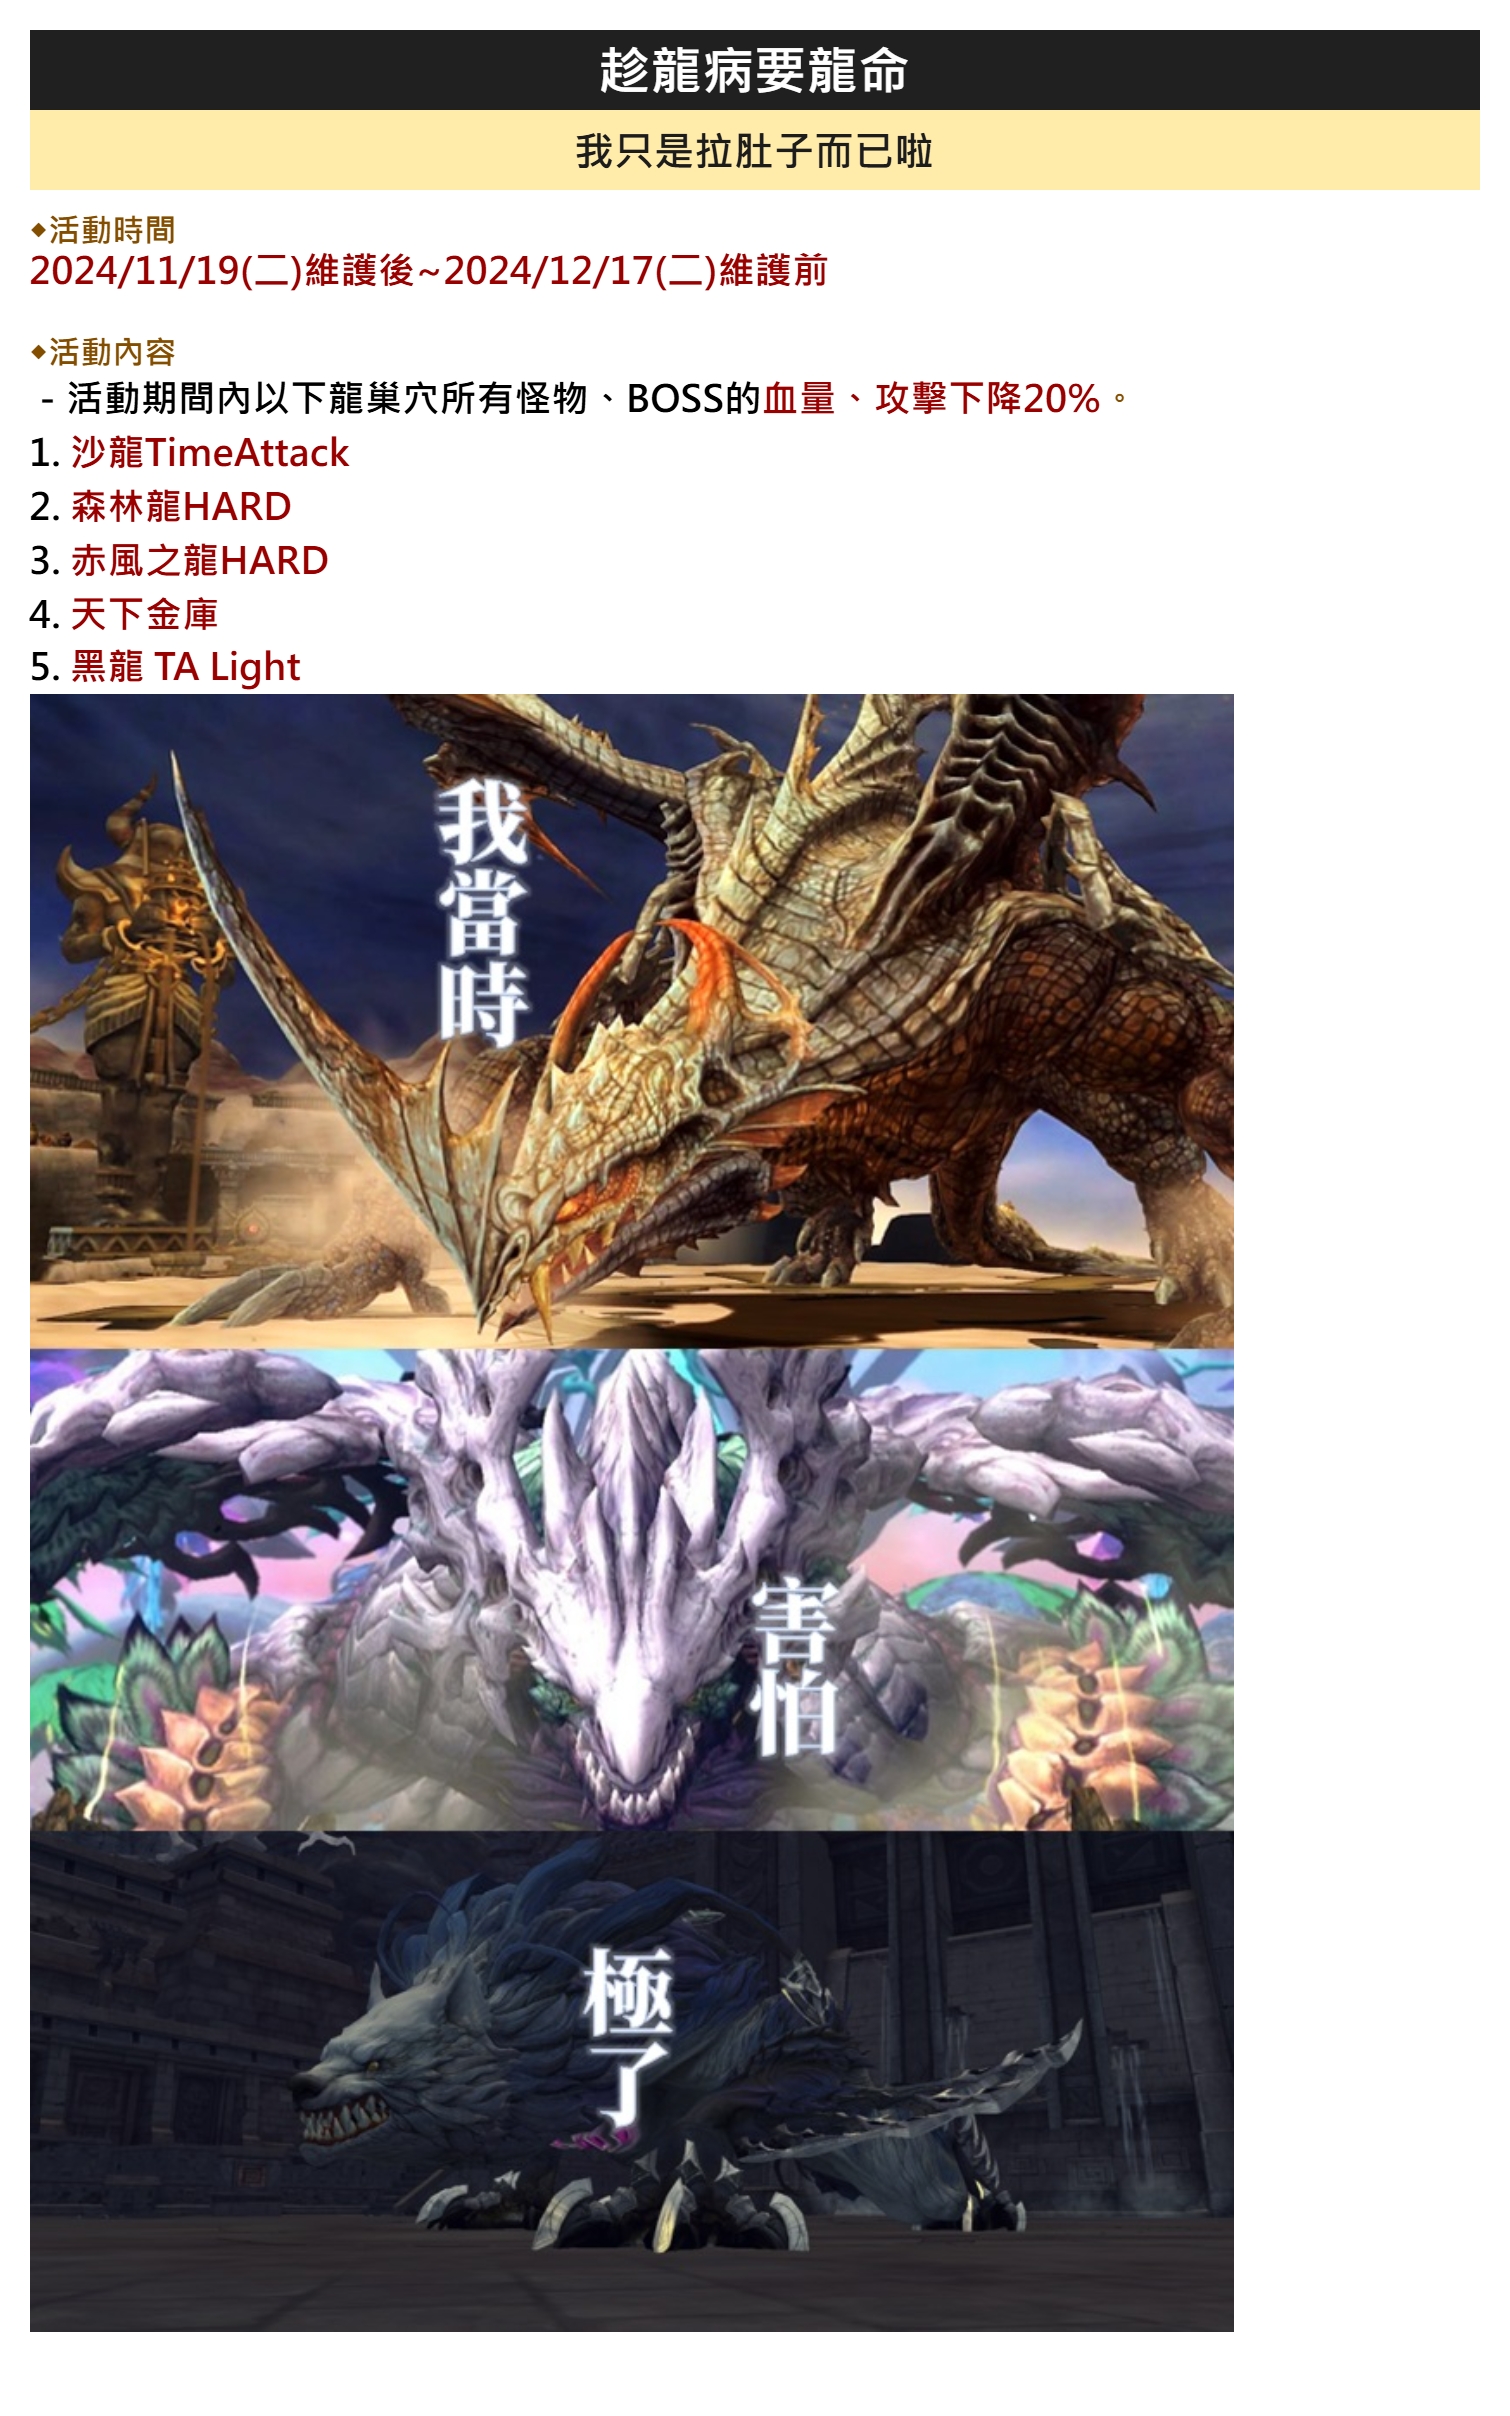 趁龍病要龍命
我只是拉肚子而已啦
◆活動時間
2024/11/19(二)維護後~2024/12/17(二)維護前
◆活動內容
- 活動期間內以下龍巢穴所有怪物、BOSS的血量、攻擊下降20%。
1. 沙龍TimeAttack
2. 森林龍HARD
3. 赤風之龍HARD
4. 天下金庫
5. 黑龍 TA Light
我當時
害怕
極了